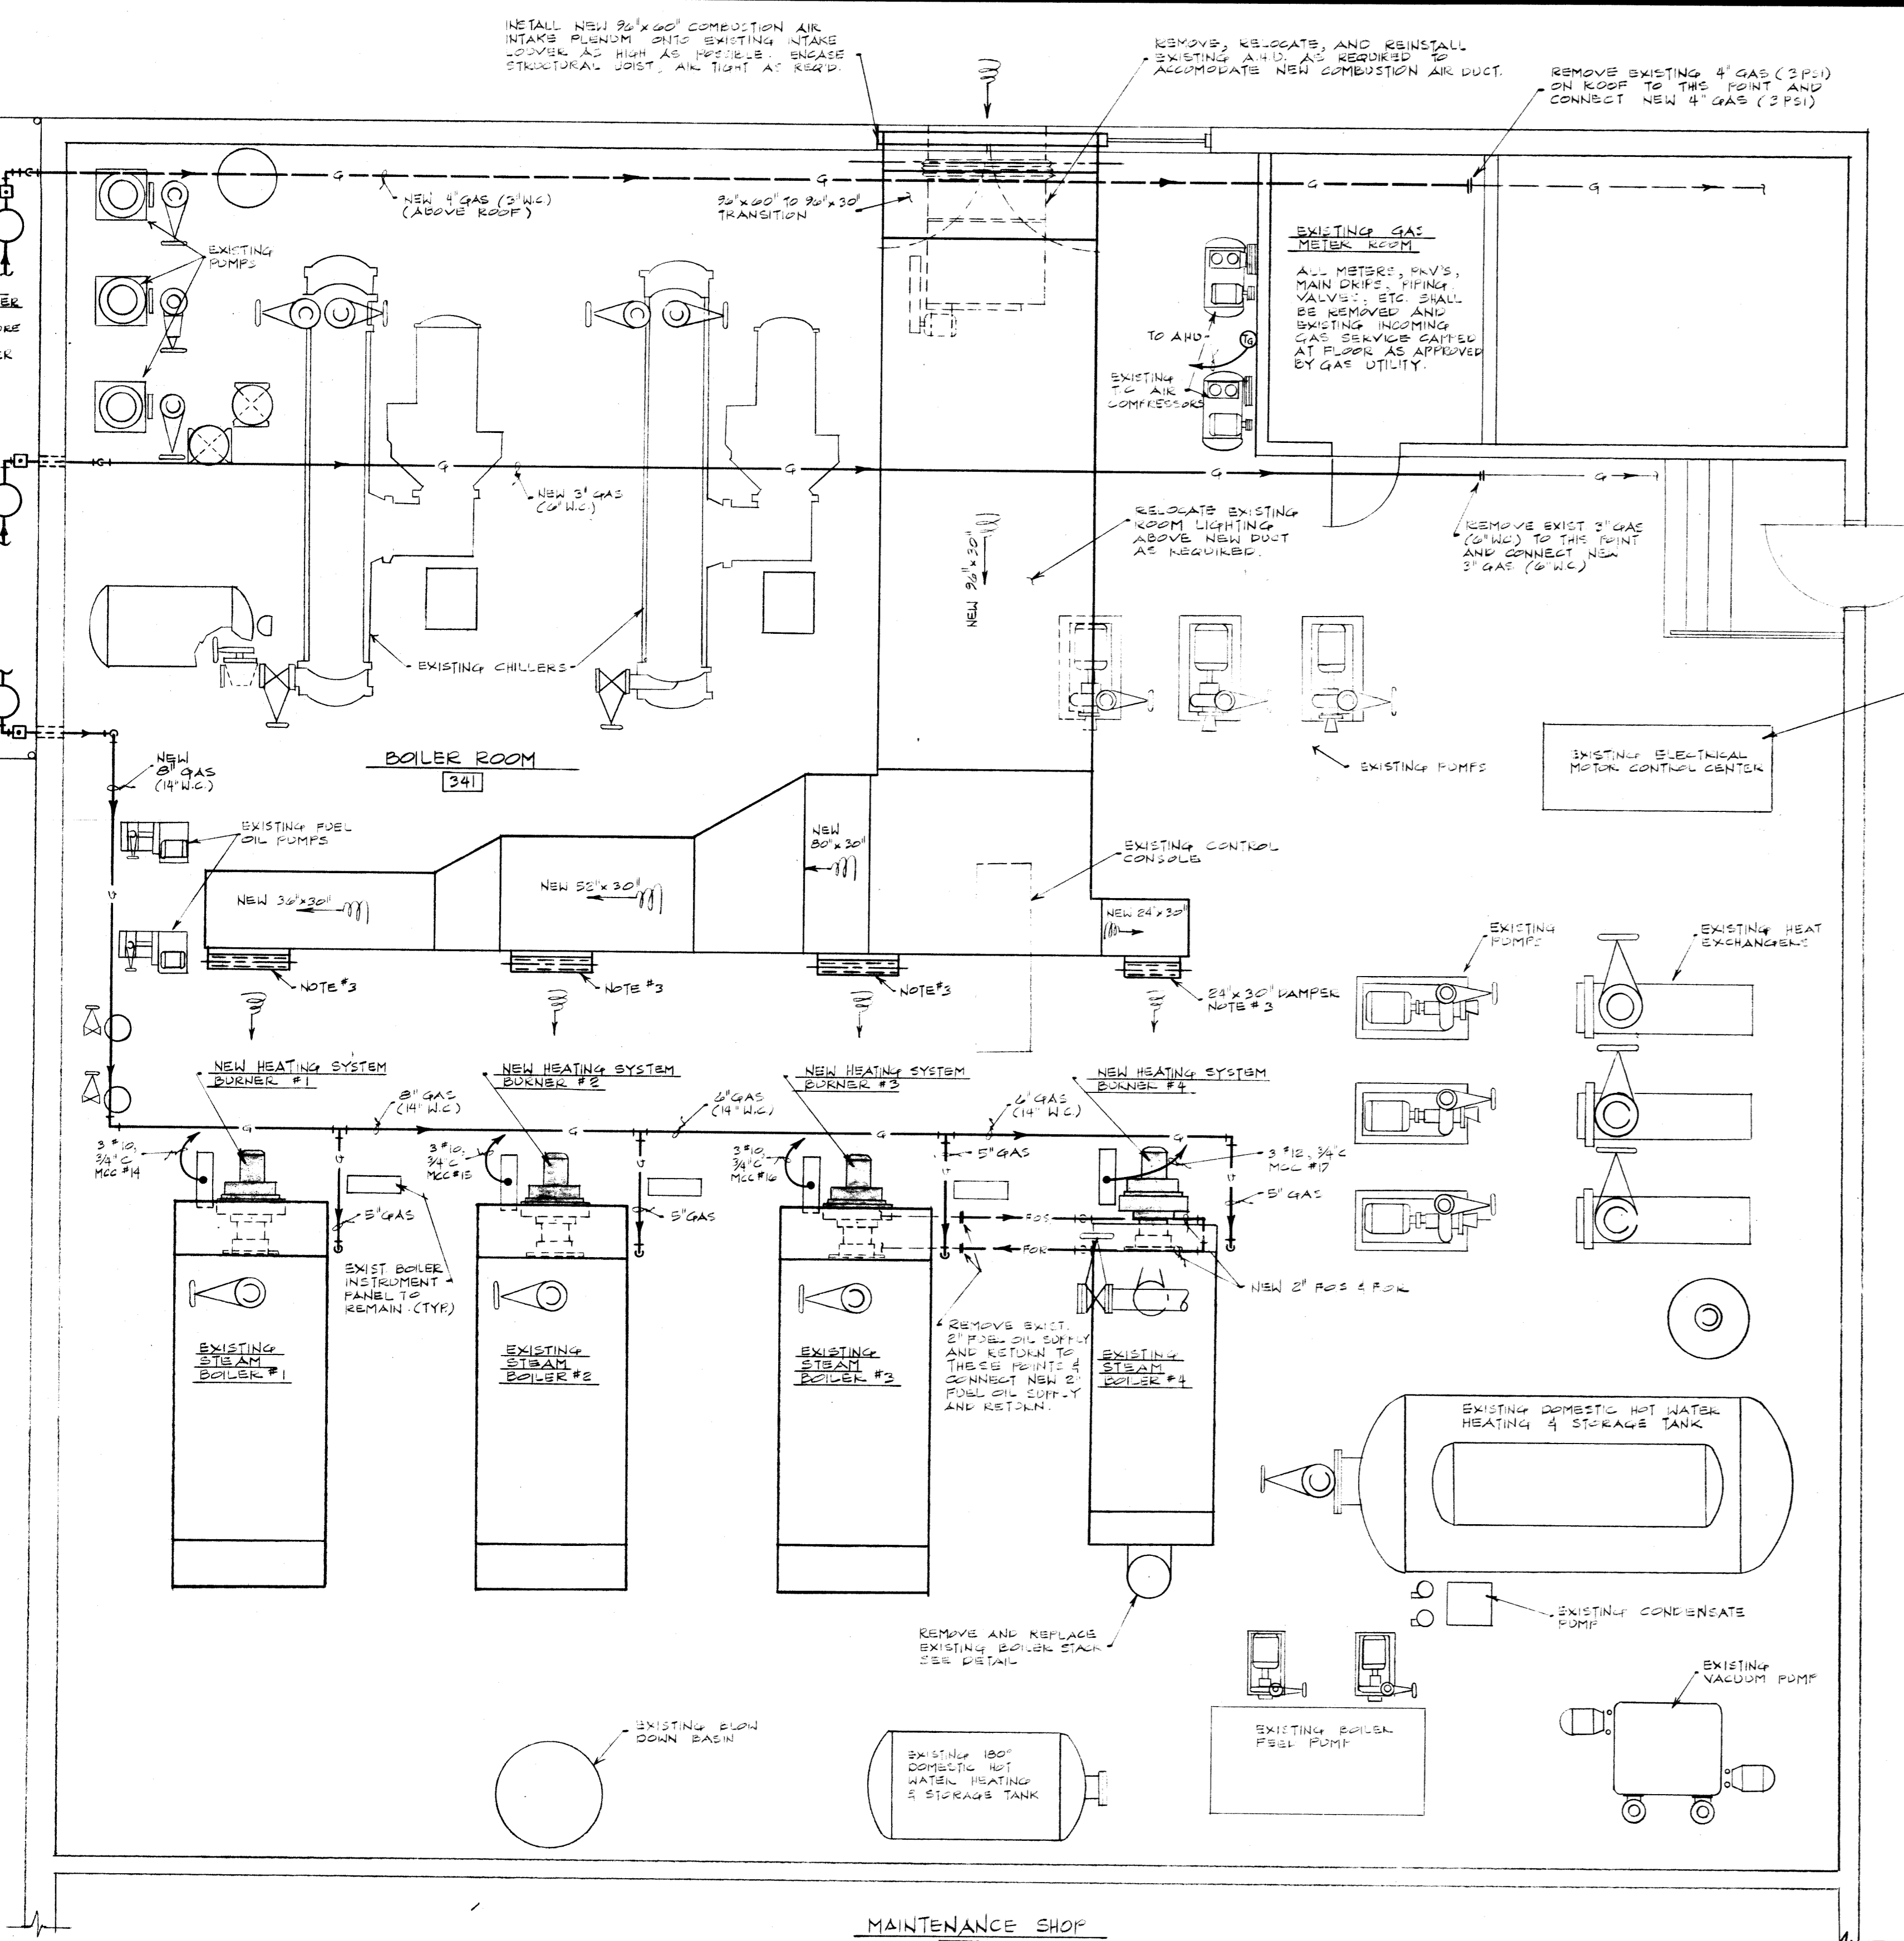 INSTALL NEW 96"x60" COMBUSTION AIR
INTAKE PLENUM ONTO EXISTING INTAKE
LOUVER AS HIGH AS POSSIBLE. ENCASE
STRUCTURAL JOIST, AIR TIGHT AS REQ'D.
REMOVE, RELOCATE, AND REINSTALL
EXISTING A.H.U. AS REQUIRED TO
ACCOMODATE NEW COMBUSTION AIR DUCT.
REMOVE EXISTING 4" GAS (3 PSI)
ON ROOF TO THIS POINT AND
CONNECT NEW 4" GAS (3 PSI)
G
G
G
G
NEW 4" GAS (3" W.C.)
(ABOVE ROOF)
96"x60" TO 96"x30"
TRANSITION
EXISTING
PUMPS
EXISTING GAS
METER ROOM
ALL METERS, PRV'S,
MAIN DRIPS, PIPING
VALVES, ETC. SHALL
BE REMOVED AND
EXISTING INCOMING
GAS SERVICE CAPPED
AT FLOOR AS APPROVED
BY GAS UTILITY.
TO AHU
TG
EXISTING
T.C. AIR
COMPRESSORS
G
G
G
G
NEW 3" GAS
(6" W.C.)
RELOCATE EXISTING
ROOM LIGHTING
ABOVE NEW DUCT
AS REQUIRED.
REMOVE EXIST 3" GAS
(6" W.C.) TO THIS POINT
AND CONNECT NEW
3" GAS (6" W.C.)
NEW 96"x30"
EXISTING CHILLERS
BOILER ROOM
341
NEW
8" GAS
(14" W.C.)
EXISTING PUMPS
EXISTING ELECTRICAL
MOTOR CONTROL CENTER
EXISTING FUEL
OIL PUMPS
NEW
80"x30"
EXISTING CONTROL
CONSOLE
NEW 36"x30"
NEW 52"x30"
NEW 24"x30"
G
EXISTING
PUMPS
EXISTING HEAT
EXCHANGERS
NOTE #3
NOTE #3
NOTE #3
24"x30" DAMPER
NOTE #3
NEW HEATING SYSTEM
BURNER #1
NEW HEATING SYSTEM
BURNER #2
NEW HEATING SYSTEM
BURNER #3
NEW HEATING SYSTEM
BURNER #4
8" GAS
(14" W.C.)
6" GAS
(14" W.C.)
6" GAS
(14" W.C.)
G
G
G
G
3 #10,
3/4" C
MCC #14
3 #10,
3/4" C
MCC #15
3 #10,
3/4" C
MCC #16
5" GAS
3 #12, 3/4" C
MCC #17
5" GAS
5" GAS
5" GAS
FOS
FOR
EXIST. BOILER
INSTRUMENT
PANEL TO
REMAIN. (TYP.)
NEW 2" FOS & FOR
REMOVE EXIST.
2" FUEL OIL SUPPLY
AND RETURN TO
THESE POINTS &
CONNECT NEW 2"
FUEL OIL SUPPLY
AND RETURN.
EXISTING
STEAM
BOILER #1
EXISTING
STEAM
BOILER #2
EXISTING
STEAM
BOILER #3
EXISTING
STEAM
BOILER #4
EXISTING DOMESTIC HOT WATER
HEATING & STORAGE TANK
EXISTING CONDENSATE
PUMP
REMOVE AND REPLACE
EXISTING BOILER STACK
SEE DETAIL
EXISTING
VACUUM PUMP
EXISTING BLOW
DOWN BASIN
EXISTING 180°
DOMESTIC HOT
WATER HEATING
& STORAGE TANK
EXISTING BOILER
FEED PUMP
MAINTENANCE SHOP